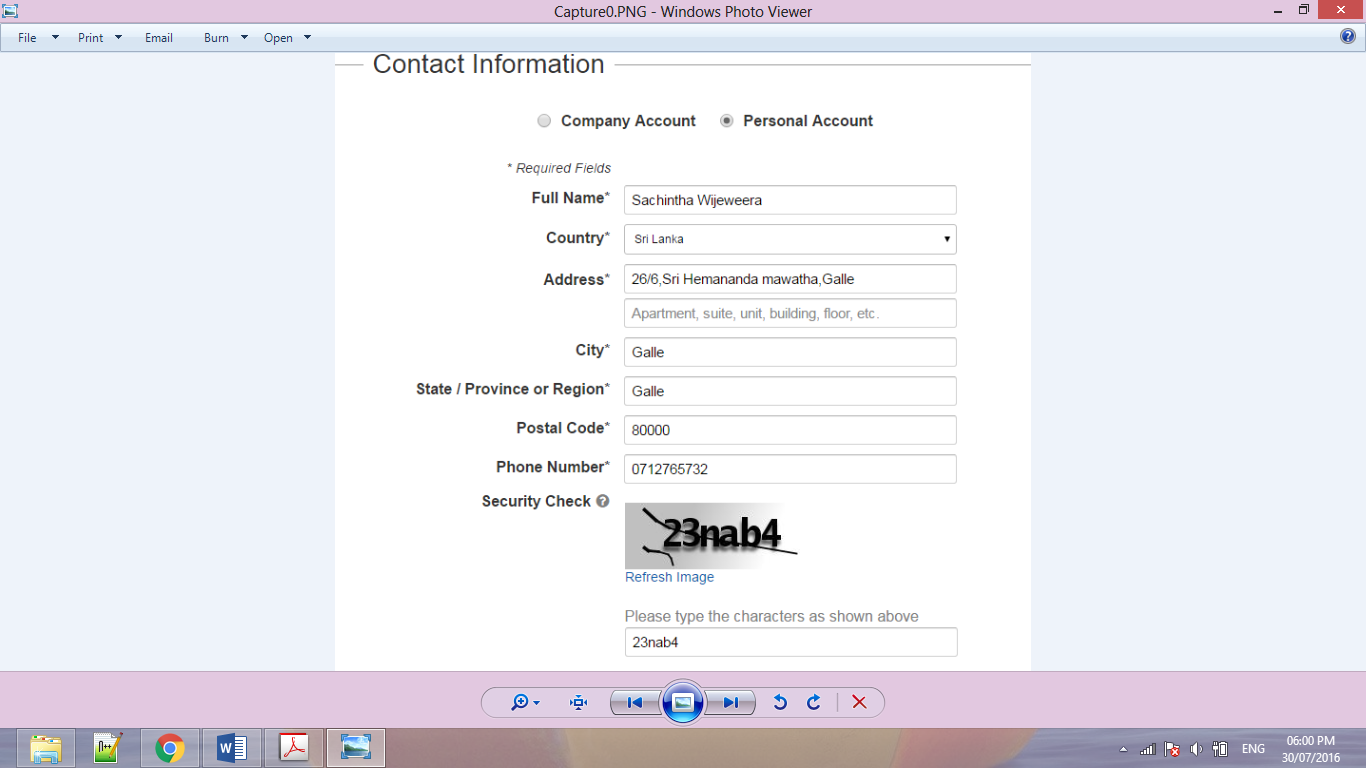 Capture0.PNG - Windows Photo Viewer
File Print Email Burn Open
Contact Information
Company Account Personal Account
* Required Fields
Full Name* Sachintha Wijeweera
Country* Sri Lanka
Address* 26/6,Sri Hemananda mawatha,Galle
Apartment, suite, unit, building, floor, etc.
City* Galle
State / Province or Region* Galle
Postal Code* 80000
Phone Number* 0712765732
Security Check ?
23nab4
Refresh Image
Please type the characters as shown above
23nab4
ENG 06:00 PM
30/07/2016